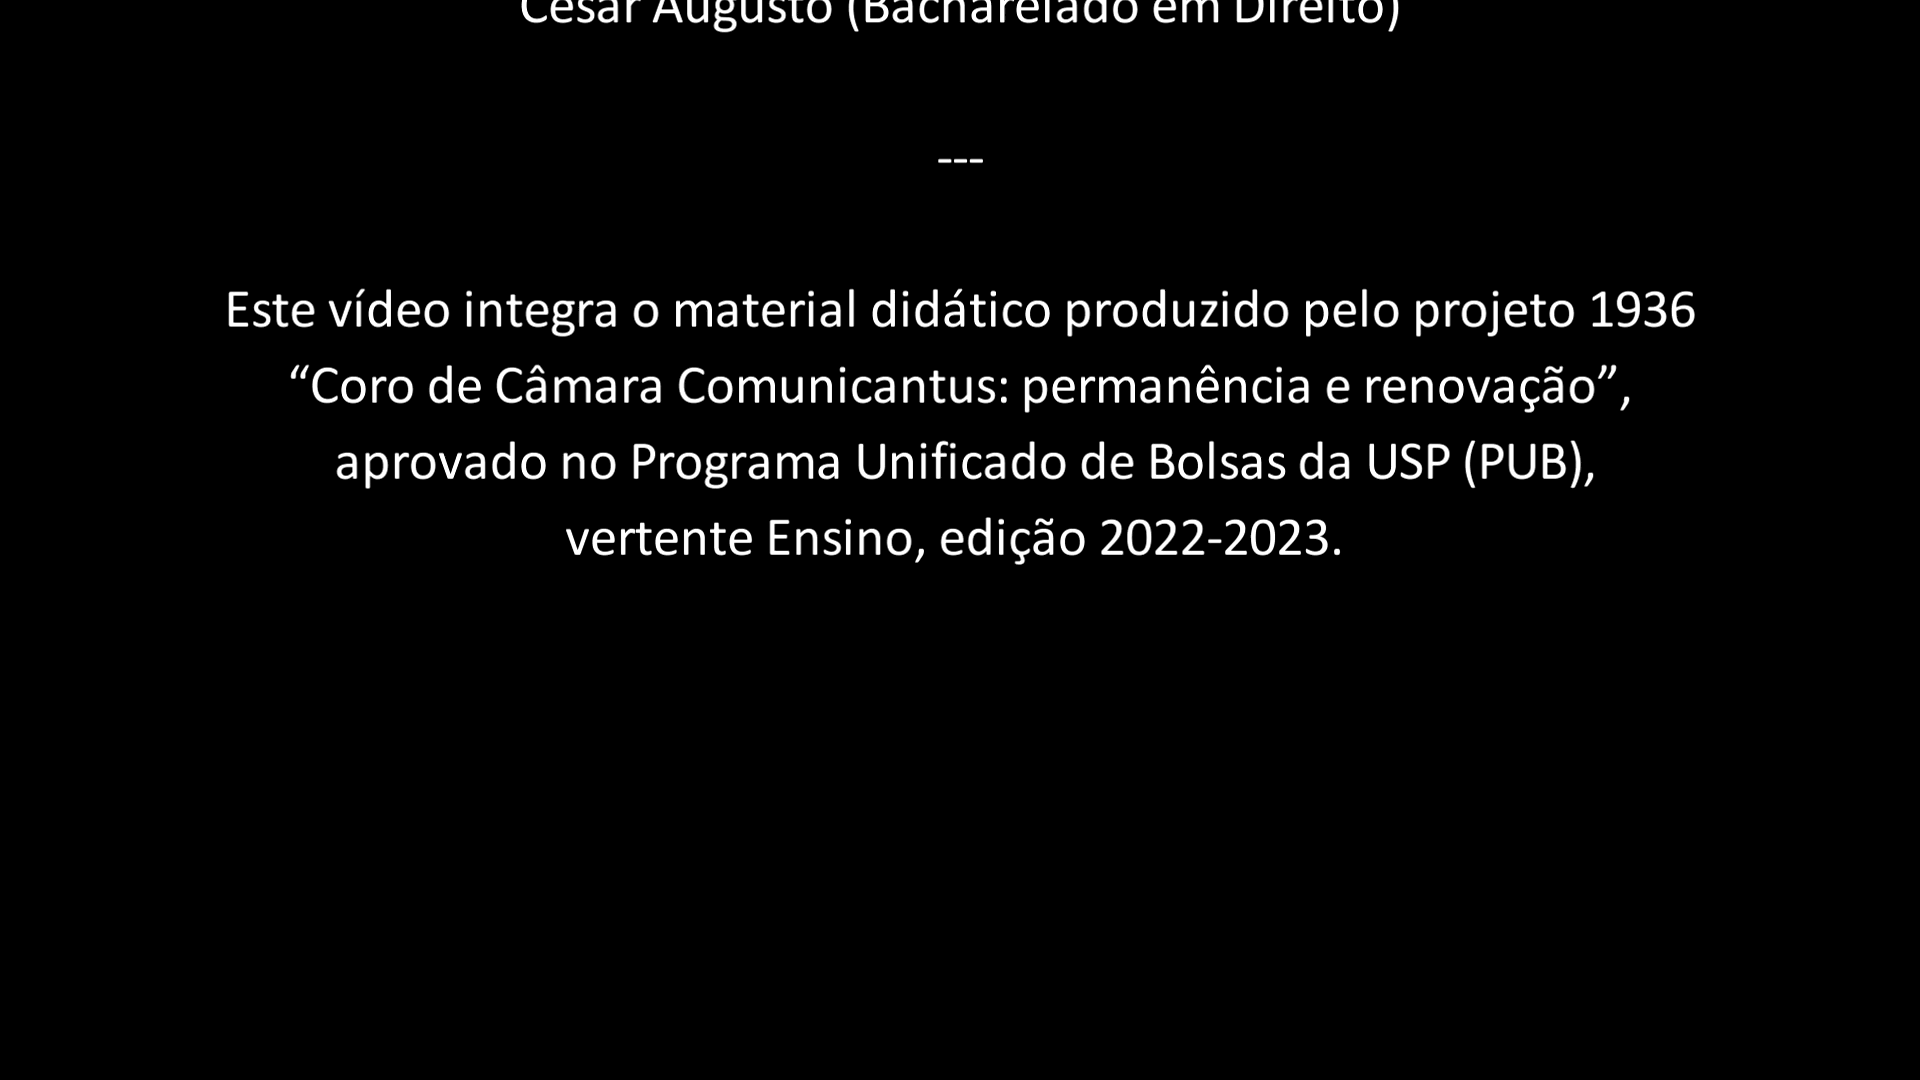 Cesar Augusto (Bacharelado em Direito)
---
Este vídeo integra o material didático produzido pelo projeto 1936
“Coro de Câmara Comunicantus: permanência e renovação”,
aprovado no Programa Unificado de Bolsas da USP (PUB),
vertente Ensino, edição 2022-2023.